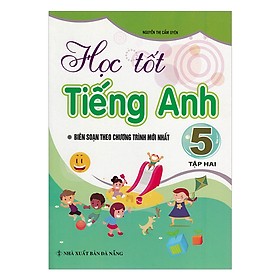 NGUYỄN THỊ CẨM UYÊN
Học tốt
Tiếng Anh
BIÊN SOẠN THEO CHƯƠNG TRÌNH MỚI NHẤT
5
TẬP HAI
NHÀ XUẤT BẢN ĐÀ NẴNG